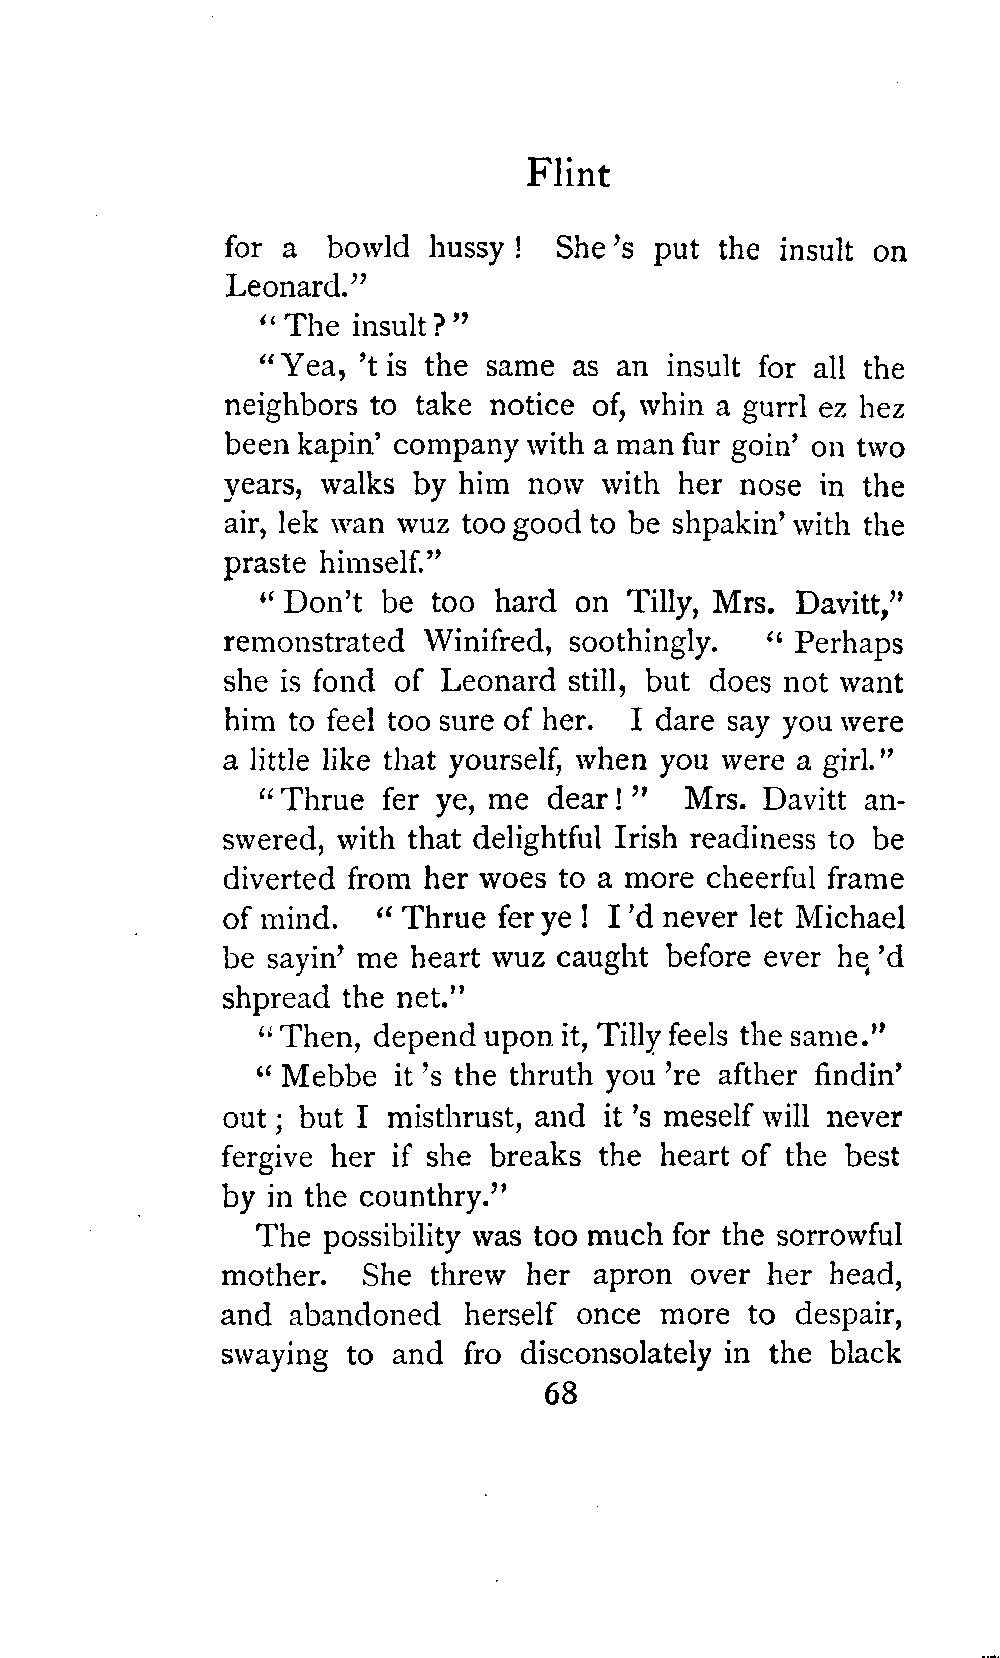 Flint
for a bowld hussy! She's put the insult on
Leonard."
"The insult?"
"Yea, 't is the same as an insult for all the
neighbors to take notice of, whin a gurrl ez hez
been kapin' company with a man fur goin' on two
years, walks by him now with her nose in the
air, lek wan wuz too good to be shpakin' with the
praste himself."
"Don't be too hard on Tilly, Mrs. Davitt,"
remonstrated Winifred, soothingly. "Perhaps
she is fond of Leonard still, but does not want
him to feel too sure of her. I dare say you were
a little like that yourself, when you were a girl."
"Thrue fer ye, me dear!" Mrs. Davitt an-
swered, with that delightful Irish readiness to be
diverted from her woes to a more cheerful frame
of mind. "Thrue fer ye! I'd never let Michael
be sayin' me heart wuz caught before ever he'd
shpread the net."
"Then, depend upon it, Tilly feels the same."
"Mebbe it's the thruth you're afther findin'
out; but I misthrust, and it's meself will never
fergive her if she breaks the heart of the best
by in the counthry."
The possibility was too much for the sorrowful
mother. She threw her apron over her head,
and abandoned herself once more to despair,
swaying to and fro disconsolately in the black
68